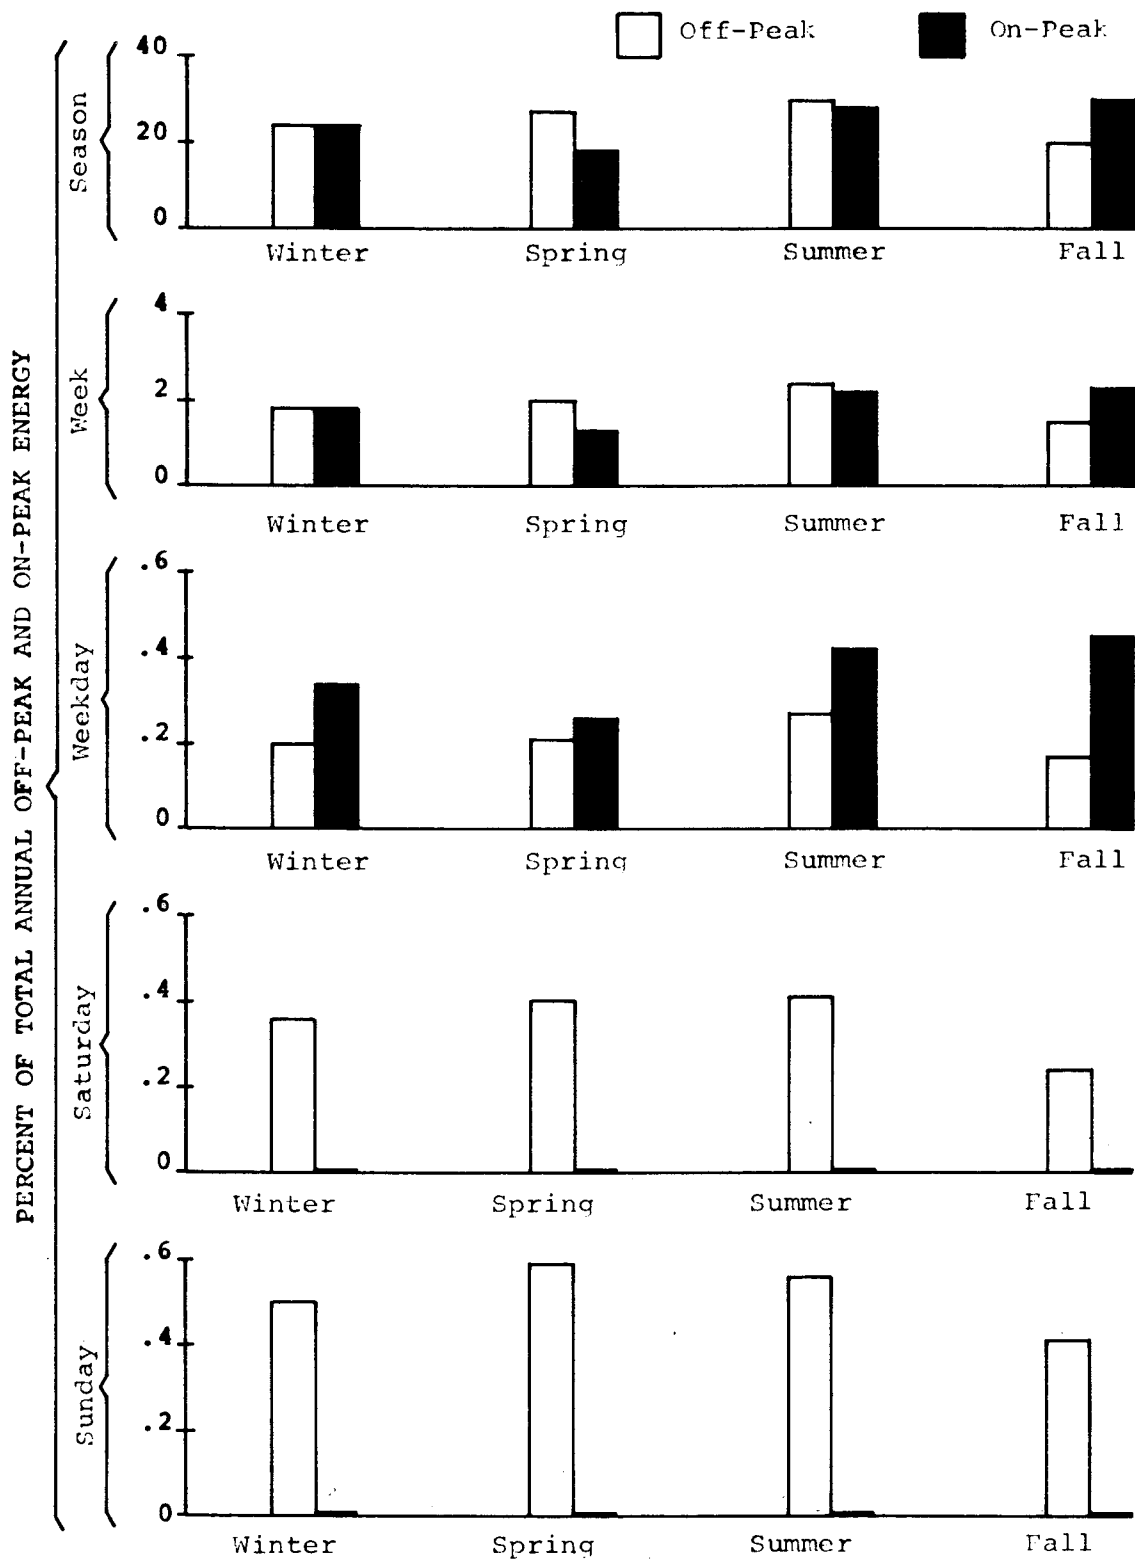 Off-Peak On-Peak
PERCENT OF TOTAL ANNUAL OFF-PEAK AND ON-PEAK ENERGY
Season
40
20
0
Winter Spring Summer Fall
Week
4
2
0
Winter Spring Summer Fall
Weekday
.6
.4
.2
0
Winter Spring Summer Fall
Saturday
.6
.4
.2
0
Winter Spring Summer Fall
Sunday
.6
.4
.2
0
Winter Spring Summer Fall